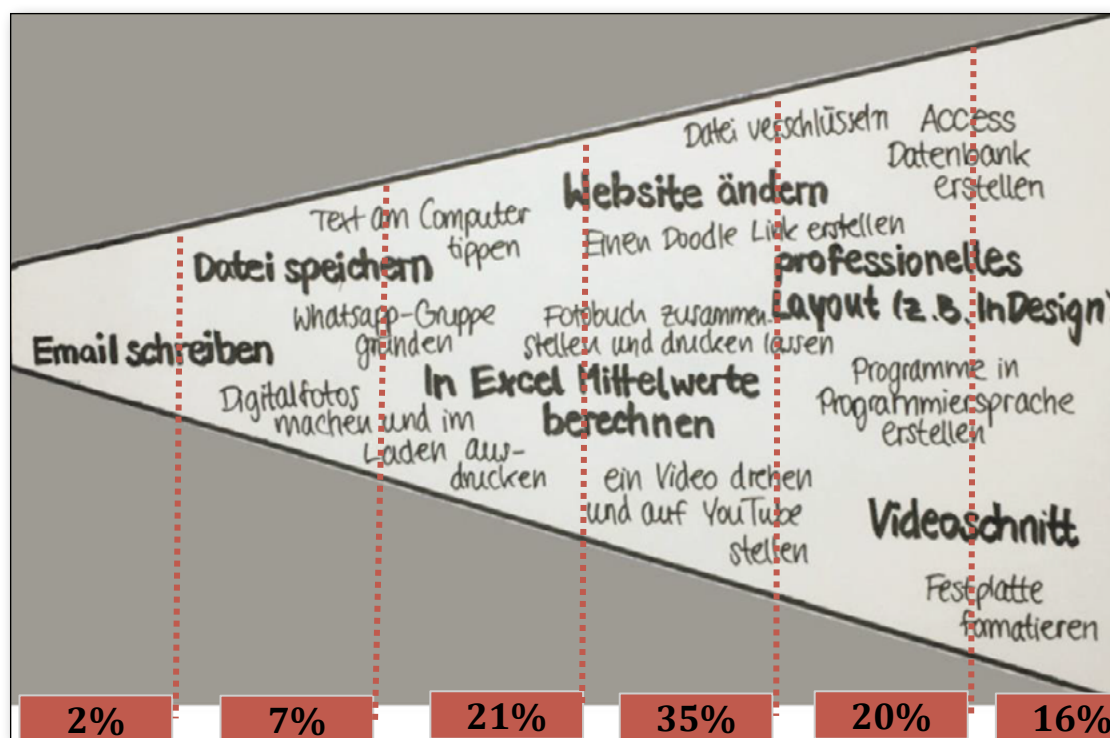 Email schreiben
Datei speichern
Text am Computer
tippen
Whatsapp-Gruppe
gründen
Digitalfotos
machen und im
Laden aus-
drucken
Datei verschlüsseln
Website ändern
Einen Doodle Link erstellen
Fotobuch zusammen
stellen und drucken lassen
In Excel Mittelwerte
berechnen
ein Video drehen
und auf YouTube
stellen
Access
Datenbank
erstellen
professionelles
Layout (z.B. InDesign)
Programme in
Programmiersprache
erstellen
Videoschnitt
Festplatte
fomatieren
2%
7%
21%
35%
20%
16%